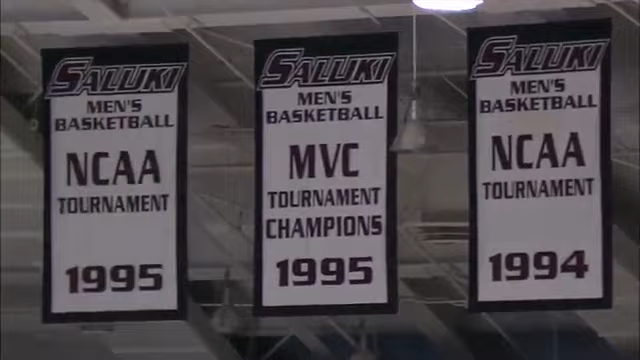 SALUKI
MEN'S
BASKETBALL
NCAA
TOURNAMENT
1995
SALUKI
MEN'S
BASKETBALL
MVC
TOURNAMENT
CHAMPIONS
1995
SALUKI
MEN'S
BASKETBALL
NCAA
TOURNAMENT
1994